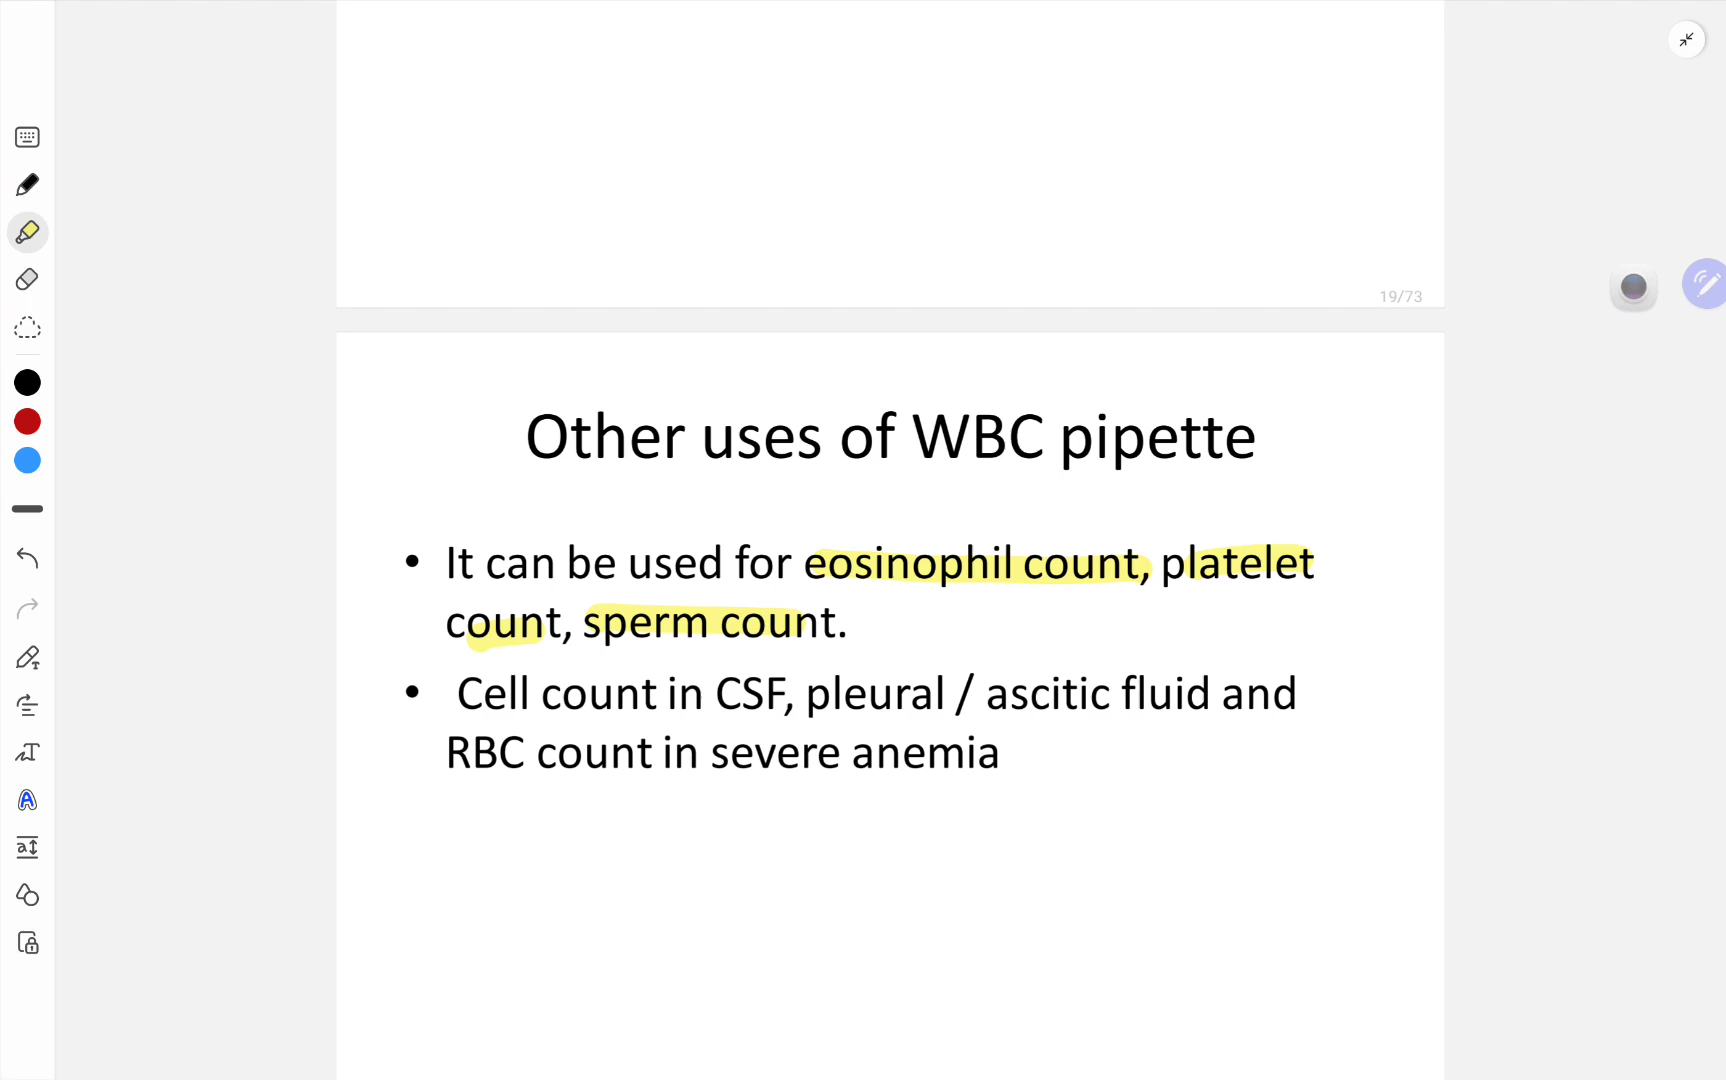 19/73
Other uses of WBC pipette
• It can be used for eosinophil count, platelet
count, sperm count.
• Cell count in CSF, pleural / ascitic fluid and
RBC count in severe anemia